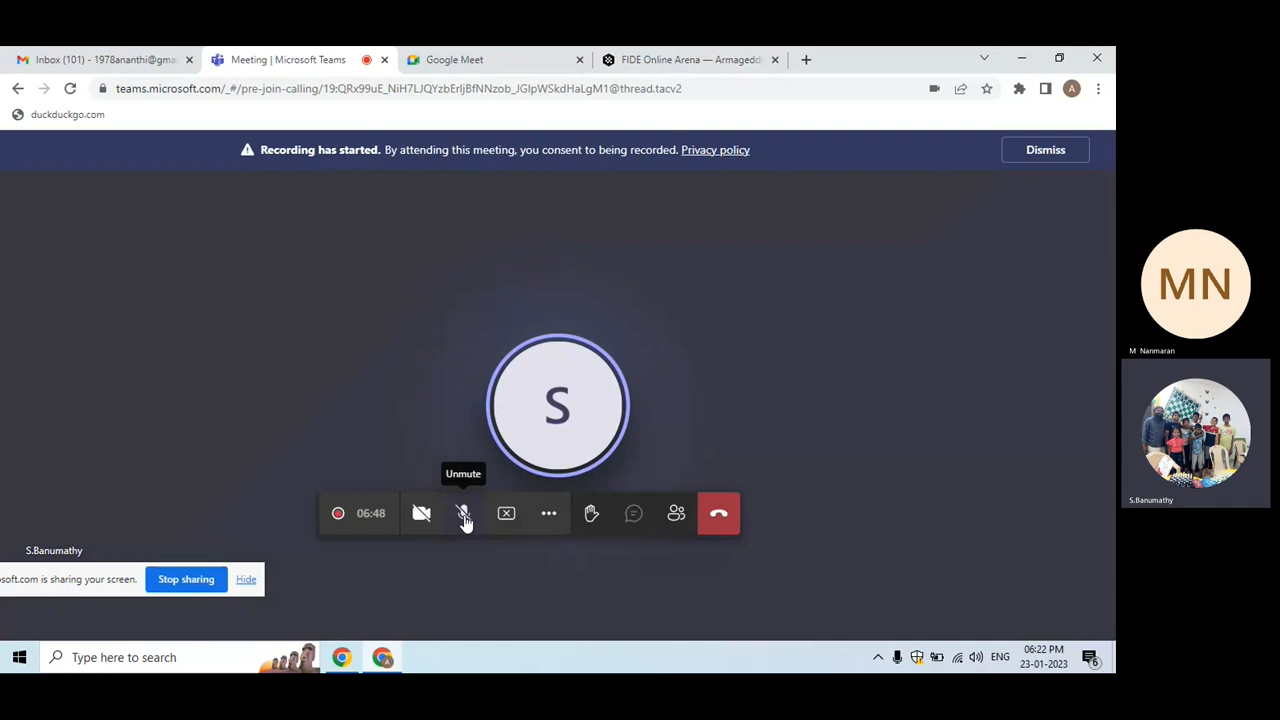 Inbox (101) - 1978ananthi@gma
Meeting | Microsoft Teams
Google Meet
FIDE Online Arena — Armagedd
teams.microsoft.com/_#/pre-join-calling/19:QRx99uE_NiH7LJQYzbErIjBfNNzob_JGlpWSkdHaLgM1@thread.tacv2
A
duckduckgo.com
Recording has started. By attending this meeting, you consent to being recorded. Privacy policy
Dismiss
S
Unmute
06:48
S.Banumathy
osoft.com is sharing your screen.
Stop sharing
Hide
Type here to search
A
ENG
06:22 PM
23-01-2023
6
MN
M Nanmaran
S.Banumathy